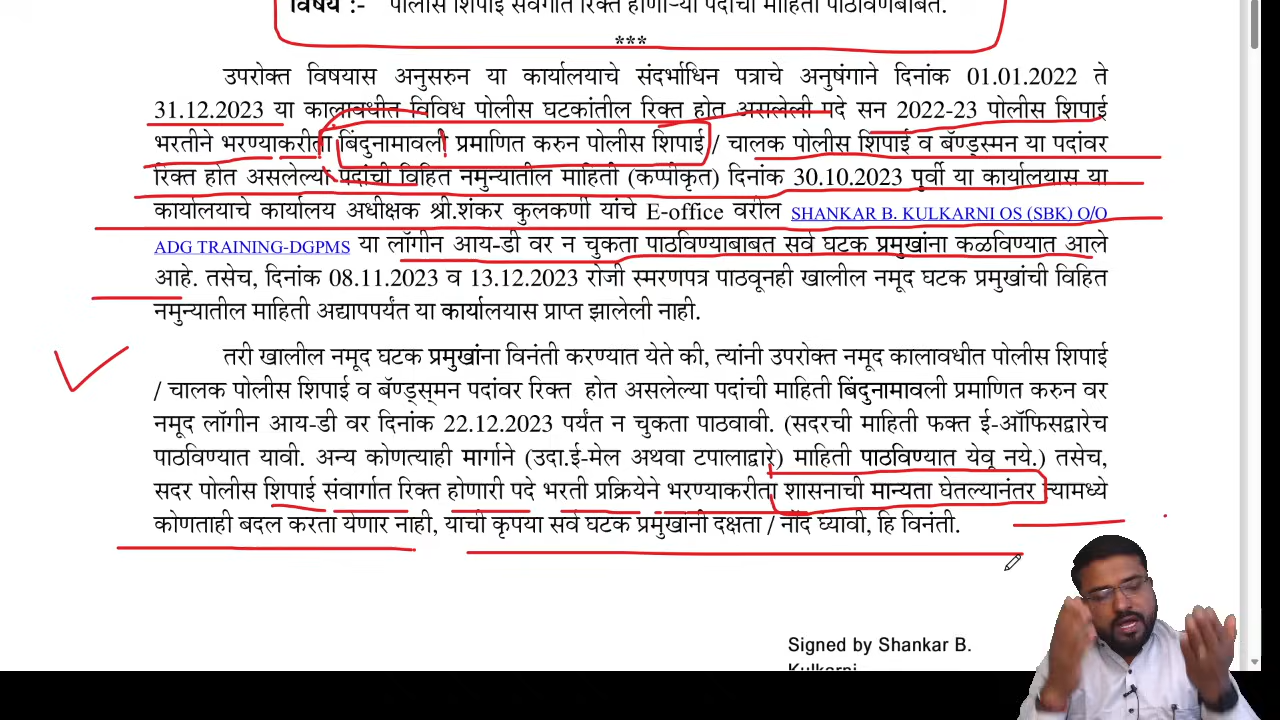 विषय :- पोलीस शिपाई संवर्गात रिक्त होणाऱ्या पदांची माहिती पाठविणेबाबत.
***
उपरोक्त विषयास अनुसरुन या कार्यालयाचे संदर्भाधिन पत्राचे अनुषंगाने दिनांक 01.01.2022 ते
31.12.2023 या कालावधीत विविध पोलीस घटकांतील रिक्त होत असलेली पदे सन 2022-23 पोलीस शिपाई
भरतीने भरण्याकरीता बिंदुनामावली प्रमाणित करुन पोलीस शिपाई / चालक पोलीस शिपाई व बॅण्ड्स्मन या पदांवर
रिक्त होत असलेल्या पदांची विहित नमुन्यातील माहिती (कप्पीकृत) दिनांक 30.10.2023 पुर्वी या कार्यालयास या
कार्यालयाचे कार्यालय अधीक्षक श्री.शंकर कुलकर्णी यांचे E-office वरील SHANKAR B. KULKARNI OS (SBK) O/O
ADG TRAINING-DGPMS या लॉगीन आय-डी वर न चुकता पाठविण्याबाबत सर्व घटक प्रमुखांना कळविण्यात आले
आहे. तसेच, दिनांक 08.11.2023 व 13.12.2023 रोजी स्मरणपत्र पाठवूनही खालील नमूद घटक प्रमुखांची विहित
नमुन्यातील माहिती अद्यापपर्यंत या कार्यालयास प्राप्त झालेली नाही.
तरी खालील नमूद घटक प्रमुखांना विनंती करण्यात येते की, त्यांनी उपरोक्त नमूद कालावधीत पोलीस शिपाई
/ चालक पोलीस शिपाई व बॅण्ड्स्मन पदांवर रिक्त होत असलेल्या पदांची माहिती बिंदुनामावली प्रमाणित करुन वर
नमूद लॉगीन आय-डी वर दिनांक 22.12.2023 पर्यंत न चुकता पाठवावी. (सदरची माहिती फक्त ई-ऑफिसद्वारेच
पाठविण्यात यावी. अन्य कोणत्याही मार्गाने (उदा.ई-मेल अथवा टपालाद्वारे) माहिती पाठविण्यात येवू नये.) तसेच,
सदर पोलीस शिपाई संवार्गात रिक्त होणारी पदे भरती प्रक्रियेने भरण्याकरीता शासनाची मान्यता घेतल्यानंतर त्यामध्ये
कोणताही बदल करता येणार नाही, याची कृपया सर्व घटक प्रमुखांनी दक्षता / नोंद घ्यावी, हि विनंती.
Signed by Shankar B.
Kulkarni